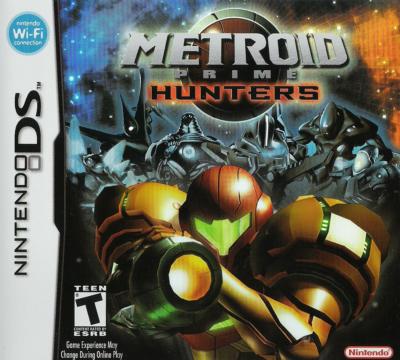 nintendo
Wi-Fi
connection
METROID
PRIME
HUNTERS
NINTENDO DS™
TEEN
T
CONTENT RATED BY
ESRB
Game Experience May
Change During Online Play
Nintendo